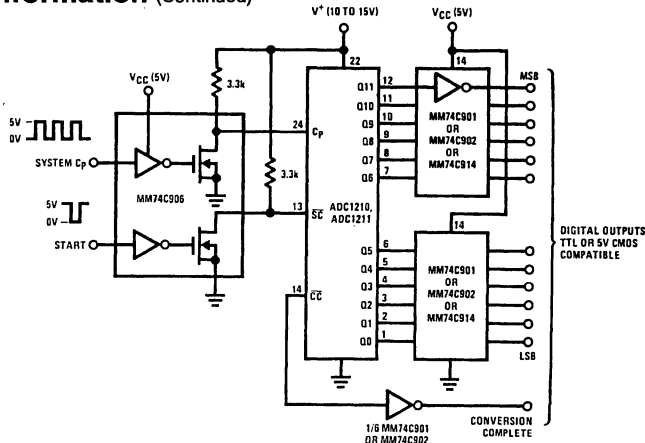 (Continued)
V+ (10 TO 15V)
VCC (5V)
22
14
VCC (5V)
3.3k
5V
0V
SYSTEM CP
MM74C906
24
CP
3.3k
5V
0V
START
13
SC
14
CC
ADC1210,
ADC1211
Q11
12
Q10
11
Q9
10
Q8
9
Q7
8
Q6
7
MM74C901
OR
MM74C902
OR
MM74C914
MSB
14
Q5
6
Q4
5
Q3
4
Q2
3
Q1
2
Q0
1
MM74C901
OR
MM74C902
OR
MM74C914
LSB
DIGITAL OUTPUTS
TTL OR 5V CMOS
COMPATIBLE
1/6 MM74C901
OR MM74C902
CONVERSION
COMPLETE